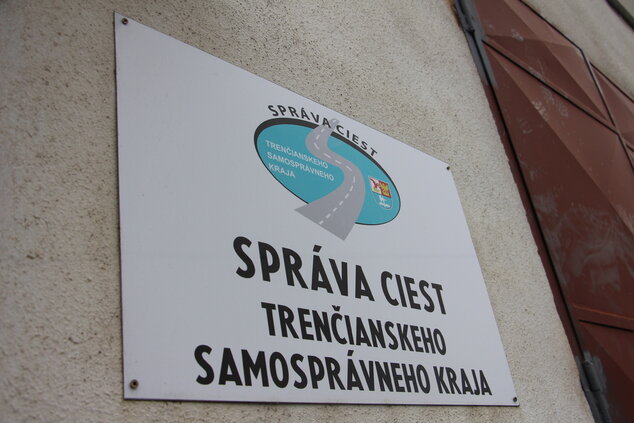 SPRÁVA CIEST
TRENČIANSKEHO
SAMOSPRÁVNEHO
KRAJA
SPRÁVA CIEST
TRENČIANSKEHO
SAMOSPRÁVNEHO KRAJA